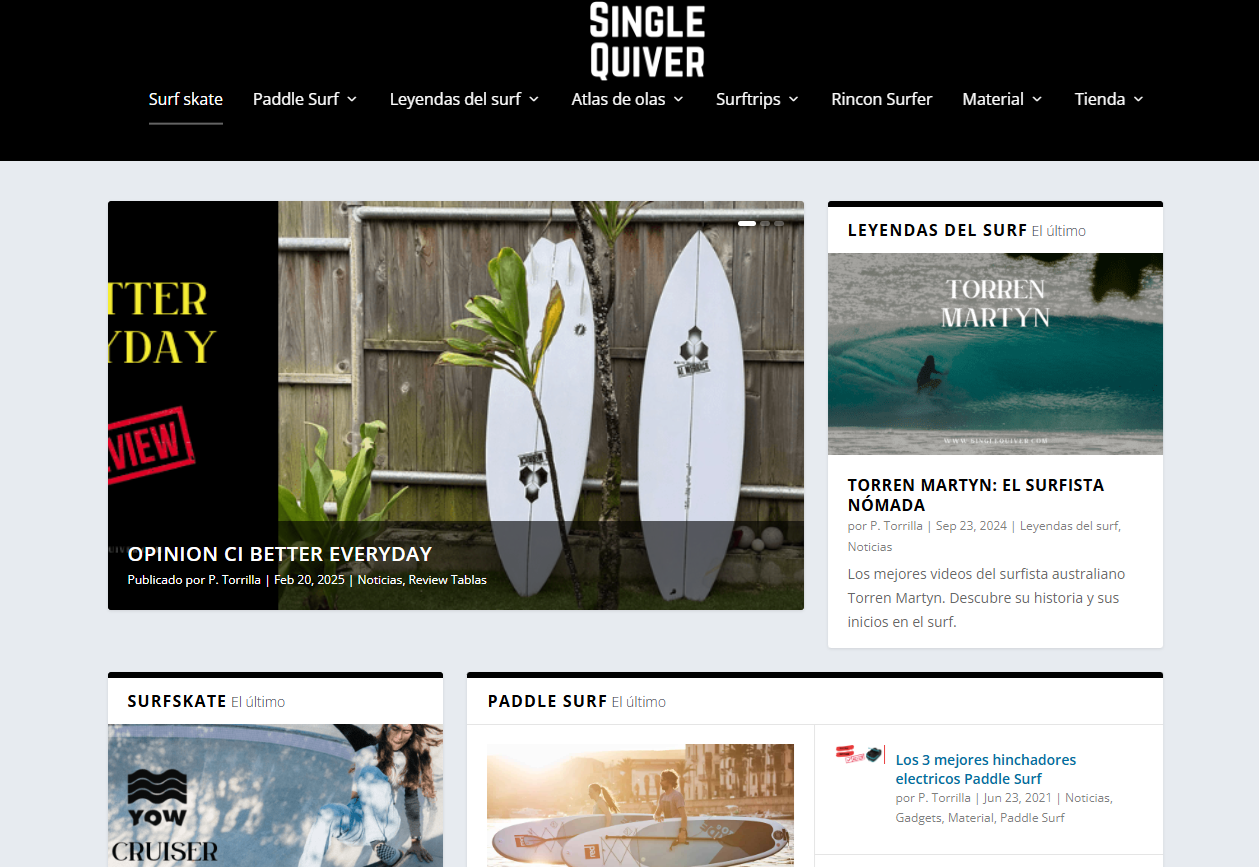 SINGLE
QUIVER
Surf skate
Paddle Surf
Leyendas del surf
Atlas de olas
Surftrips
Rincon Surfer
Material
Tienda
TTER
YDAY
VIEW
OPINION CI BETTER EVERYDAY
Publicado por P. Torrilla | Feb 20, 2025 | Noticias, Review Tablas
LEYENDAS DEL SURF El último
TORREN
MARTYN
WWW.SINGLEQUIVER.COM
TORREN MARTYN: EL SURFISTA
NÓMADA
por P. Torrilla | Sep 23, 2024 | Leyendas del surf,
Noticias
Los mejores videos del surfista australiano
Torren Martyn. Descubre su historia y sus
inicios en el surf.
SURFSKATE El último
YOW
CRUISER
PADDLE SURF El último
Los 3 mejores hinchadores
electricos Paddle Surf
por P. Torrilla | Jun 23, 2021 | Noticias,
Gadgets, Material, Paddle Surf